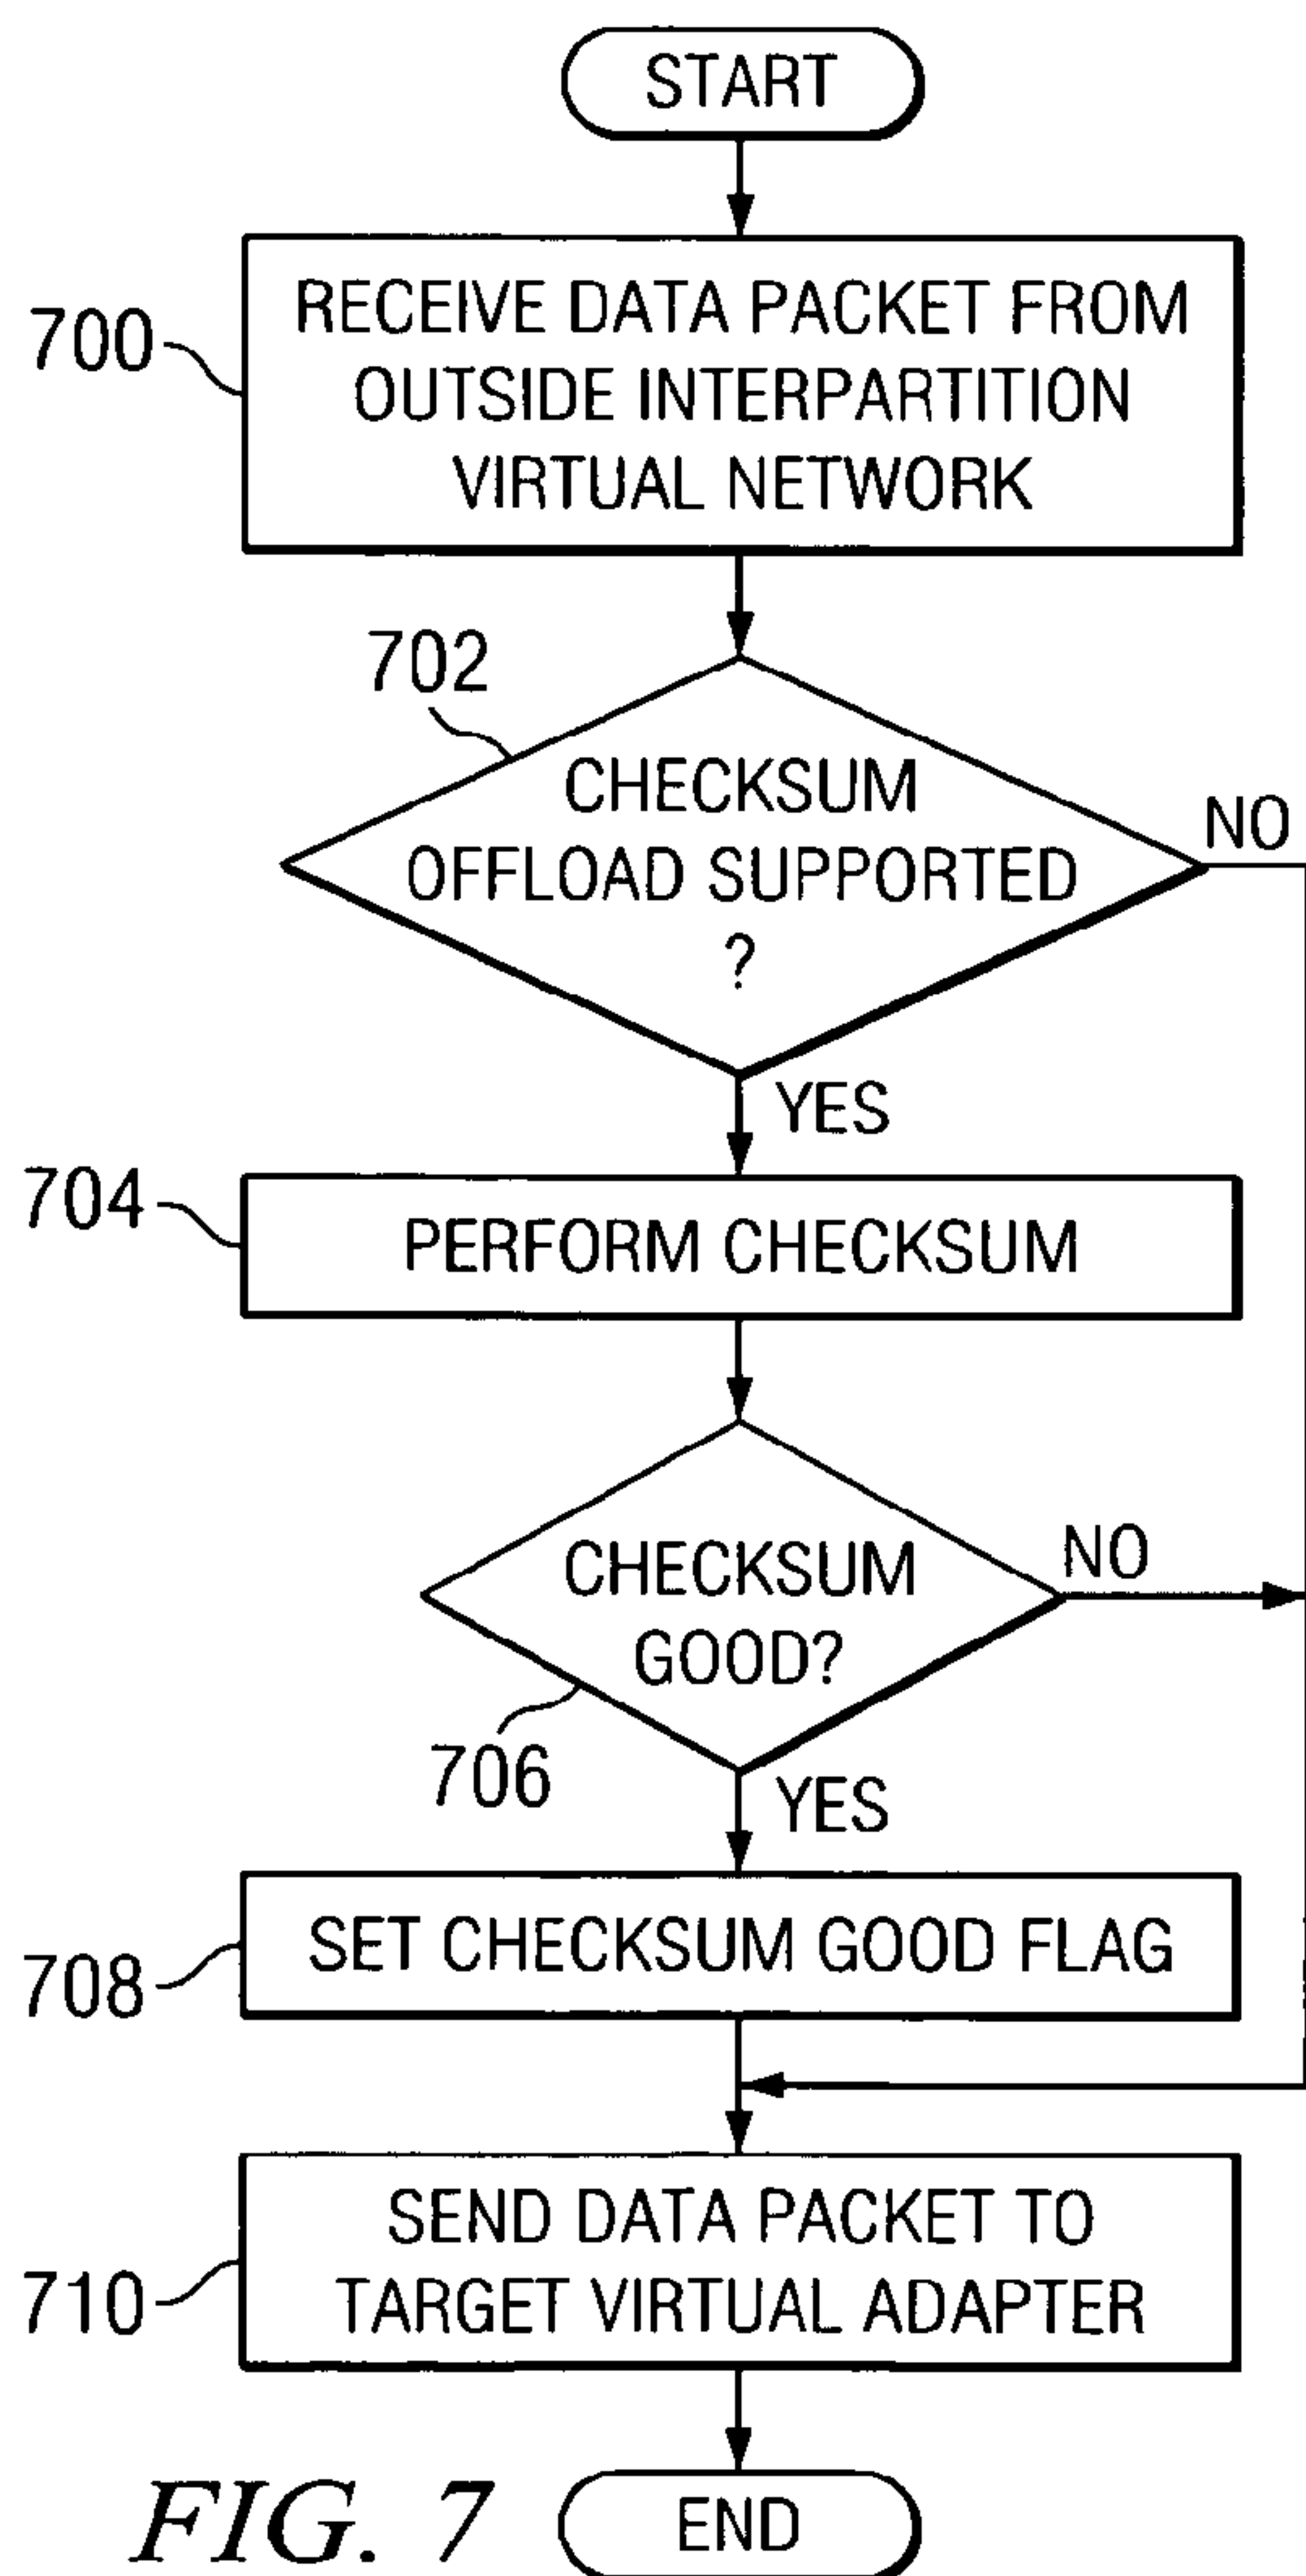 START
700
RECEIVE DATA PACKET FROM
OUTSIDE INTERPARTITION
VIRTUAL NETWORK
702
CHECKSUM
OFFLOAD SUPPORTED
?
NO
YES
704
PERFORM CHECKSUM
CHECKSUM
GOOD?
NO
706
YES
708
SET CHECKSUM GOOD FLAG
710
SEND DATA PACKET TO
TARGET VIRTUAL ADAPTER
FIG. 7
END